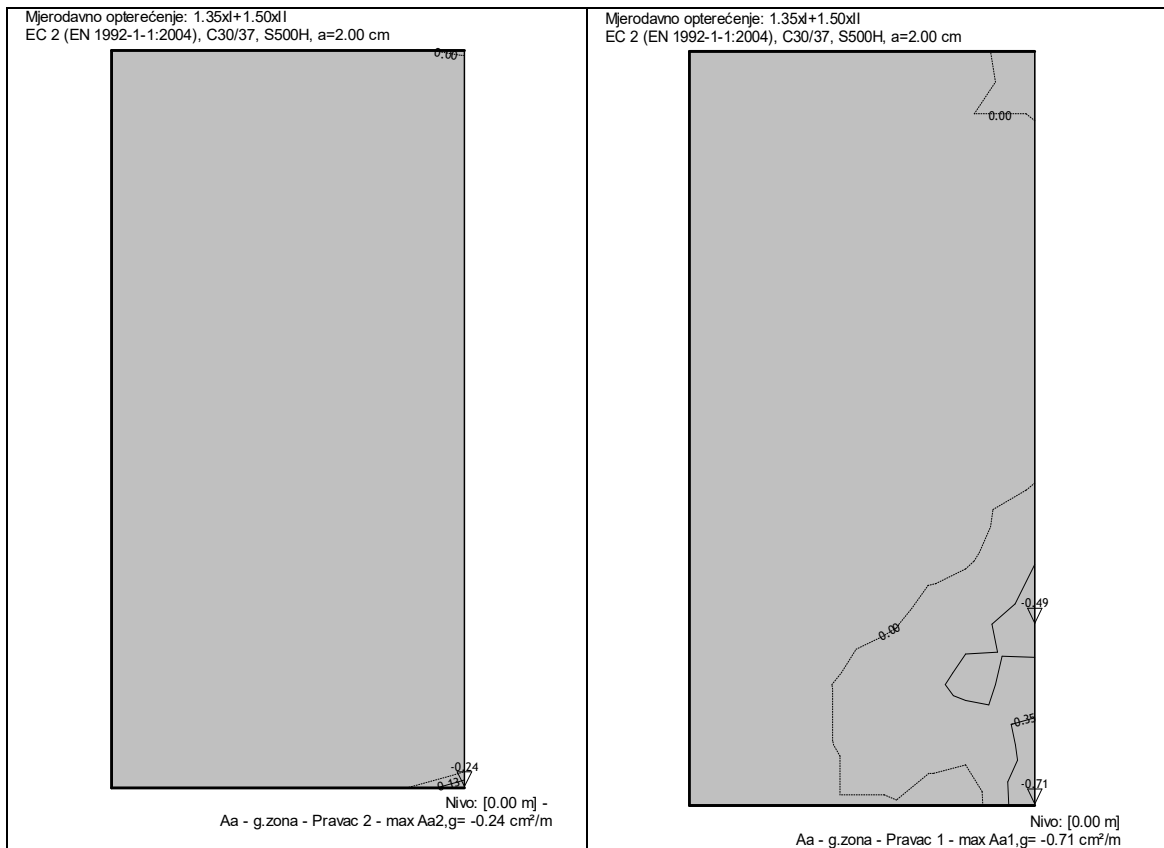 Mjerodavno opterećenje: 1.35xI+1.50xII
EC 2 (EN 1992-1-1:2004), C30/37, S500H, a=2.00 cm
0.00
-0.24
0.13
Nivo: [0.00 m] -
Aa - g.zona - Pravac 2 - max Aa2,g= -0.24 cm²/m
Mjerodavno opterećenje: 1.35xI+1.50xII
EC 2 (EN 1992-1-1:2004), C30/37, S500H, a=2.00 cm
0.00
-0.49
0.00
0.35
-0.71
Nivo: [0.00 m]
Aa - g.zona - Pravac 1 - max Aa1,g= -0.71 cm²/m